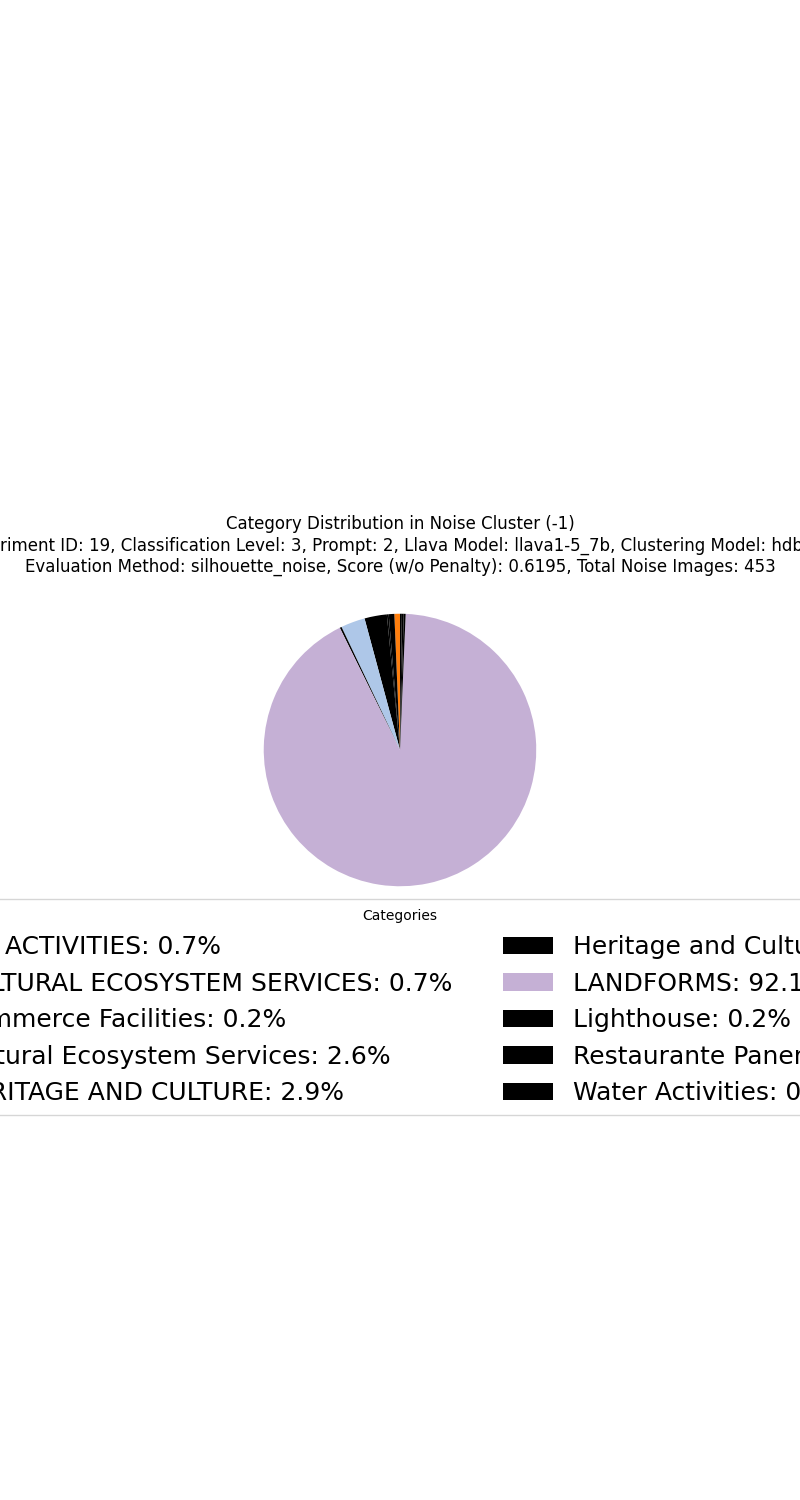 Category Distribution in Noise Cluster (-1)
riment ID: 19, Classification Level: 3, Prompt: 2, Llava Model: llava1-5_7b, Clustering Model: hdb
Evaluation Method: silhouette_noise, Score (w/o Penalty): 0.6195, Total Noise Images: 453
Categories
ACTIVITIES: 0.7%
LTURAL ECOSYSTEM SERVICES: 0.7%
mmerce Facilities: 0.2%
tural Ecosystem Services: 2.6%
RITAGE AND CULTURE: 2.9%
Heritage and Cultu
LANDFORMS: 92.1
Lighthouse: 0.2%
Restaurante Paner
Water Activities: 0